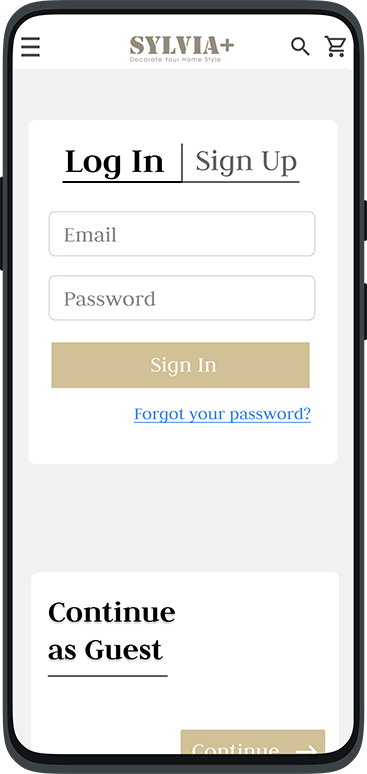 SYLVIA+
Decorate Your Home Style
Log In
Sign Up
Email
Password
Sign In
Forgot your password?
Continue
as Guest
Continue